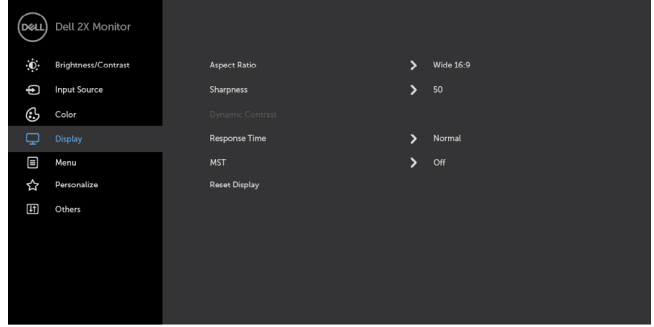 DELL Dell 2X Monitor
Brightness/Contrast
Input Source
Color
Display
Menu
Personalize
Others
Aspect Ratio Wide 16:9
Sharpness 50
Dynamic Contrast
Response Time Normal
MST Off
Reset Display